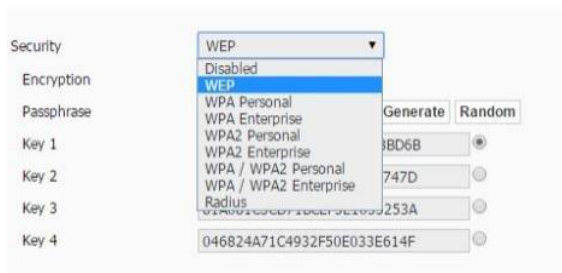 Security WEP
Disabled
Encryption WEP
WPA Personal
Passphrase Generate Random
WPA Enterprise
WPA2 Personal
Key 1 BD6B
WPA2 Enterprise
WPA / WPA2 Personal
Key 2 747D
WPA / WPA2 Enterprise
Radius
Key 3 253A
Key 4 046824A71C4932F50E033E614F